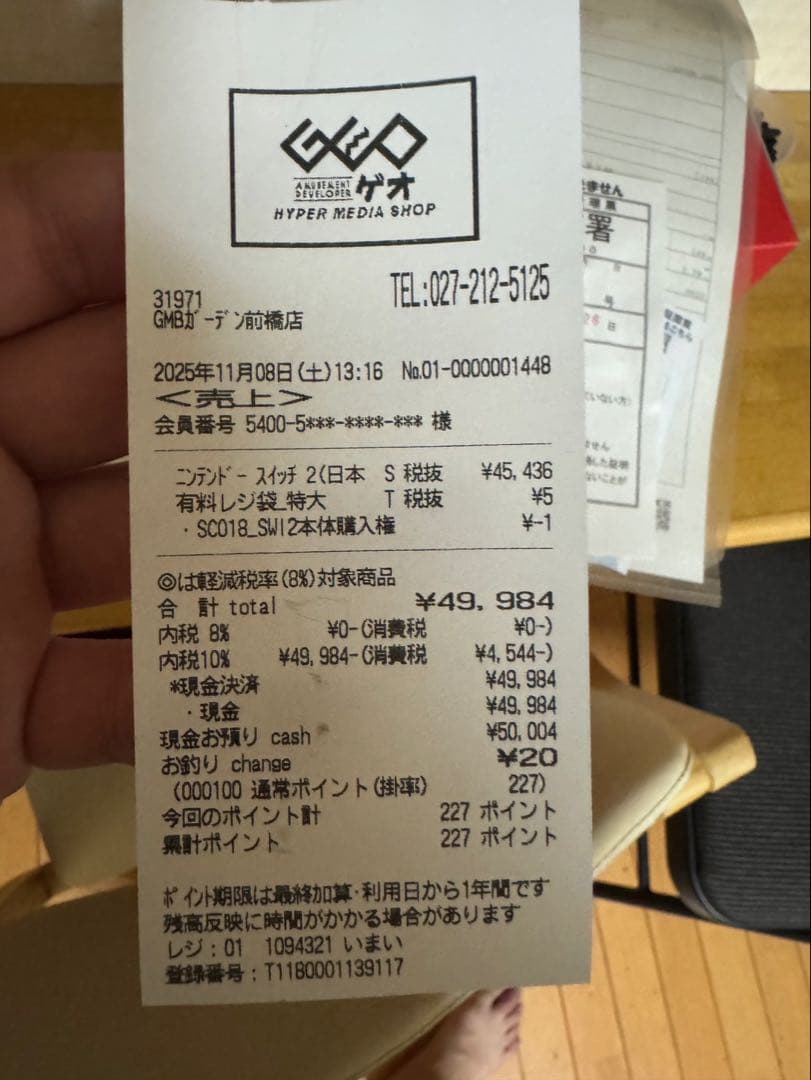 GEO
AMUSEMENT DEVELOPER ゲオ
HYPER MEDIA SHOP
TEL:027-212-5125
31971
GMBガーデン前橋店
2025年11月08日(土)13:16 №01-0000001448
<売上>
会員番号 5400-5***-****-*** 様
ニンテンドー スイッチ 2(日本 S 税抜 ¥45,436
有料レジ袋_特大 T 税抜 ¥5
・SC018_SWI2本体購入権 ¥-1
◎は軽減税率(8%)対象商品
合 計 total ¥49,984
内税 8% ¥0-(消費税 ¥0-)
内税10% ¥49,984-(消費税 ¥4,544-)
*現金決済 ¥49,984
・現金 ¥49,984
現金お預り cash ¥50,004
お釣り change ¥20
(000100 通常ポイント(掛率) 227)
今回のポイント計 227 ポイント
累計ポイント 227 ポイント
ポイント期限は最終加算・利用日から1年間です
残高反映に時間がかかる場合があります
レジ:01 1094321 いまい
登録番号:T1180001139117
ません
署